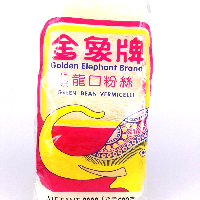 金象牌
Golden Elephant Brand
龍口粉絲
GREEN BEAN VERMICELLI